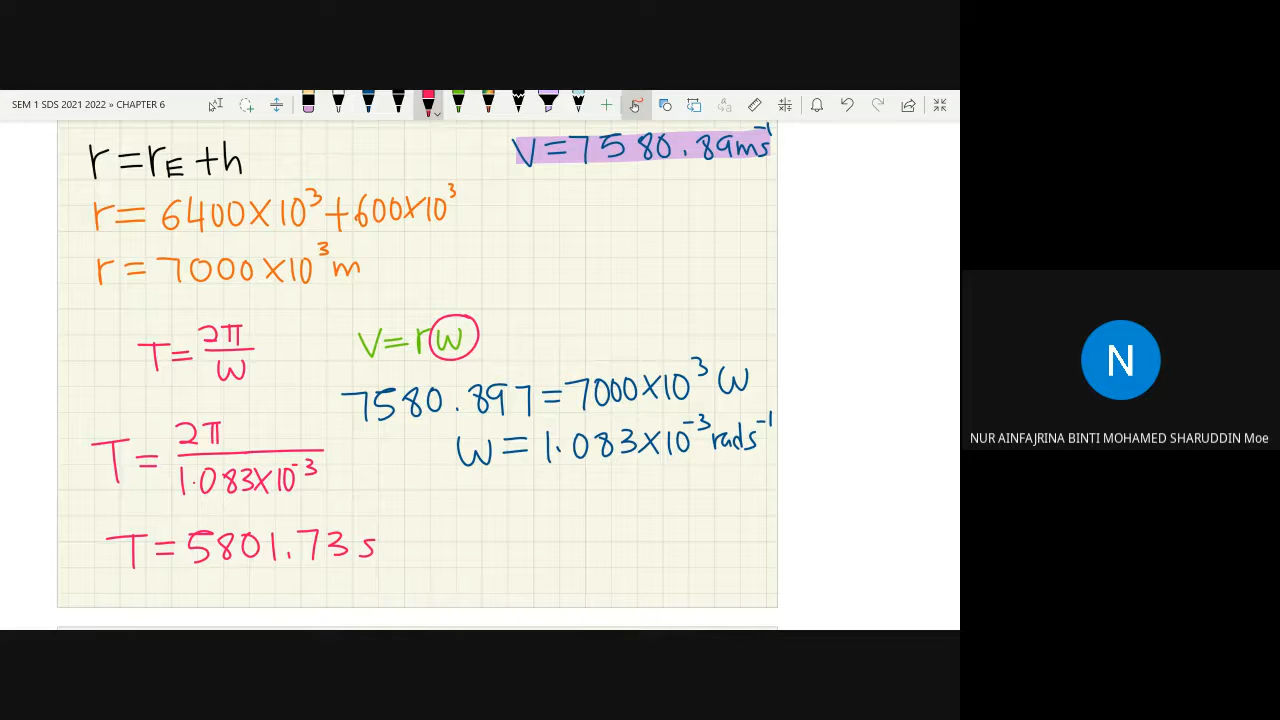 SEM 1 SDS 2021 2022 » CHAPTER 6
V=7580.89ms⁻¹
r=rE+h
r=6400×10³+600×10³
r=7000×10³m
T=2π/ω
V=rω
7580.897=7000×10³ω
ω=1.083×10⁻³rads⁻¹
T=2π/1.083×10⁻³
T=5801.73s
N
NUR AINFAJRINA BINTI MOHAMED SHARUDDIN Moe